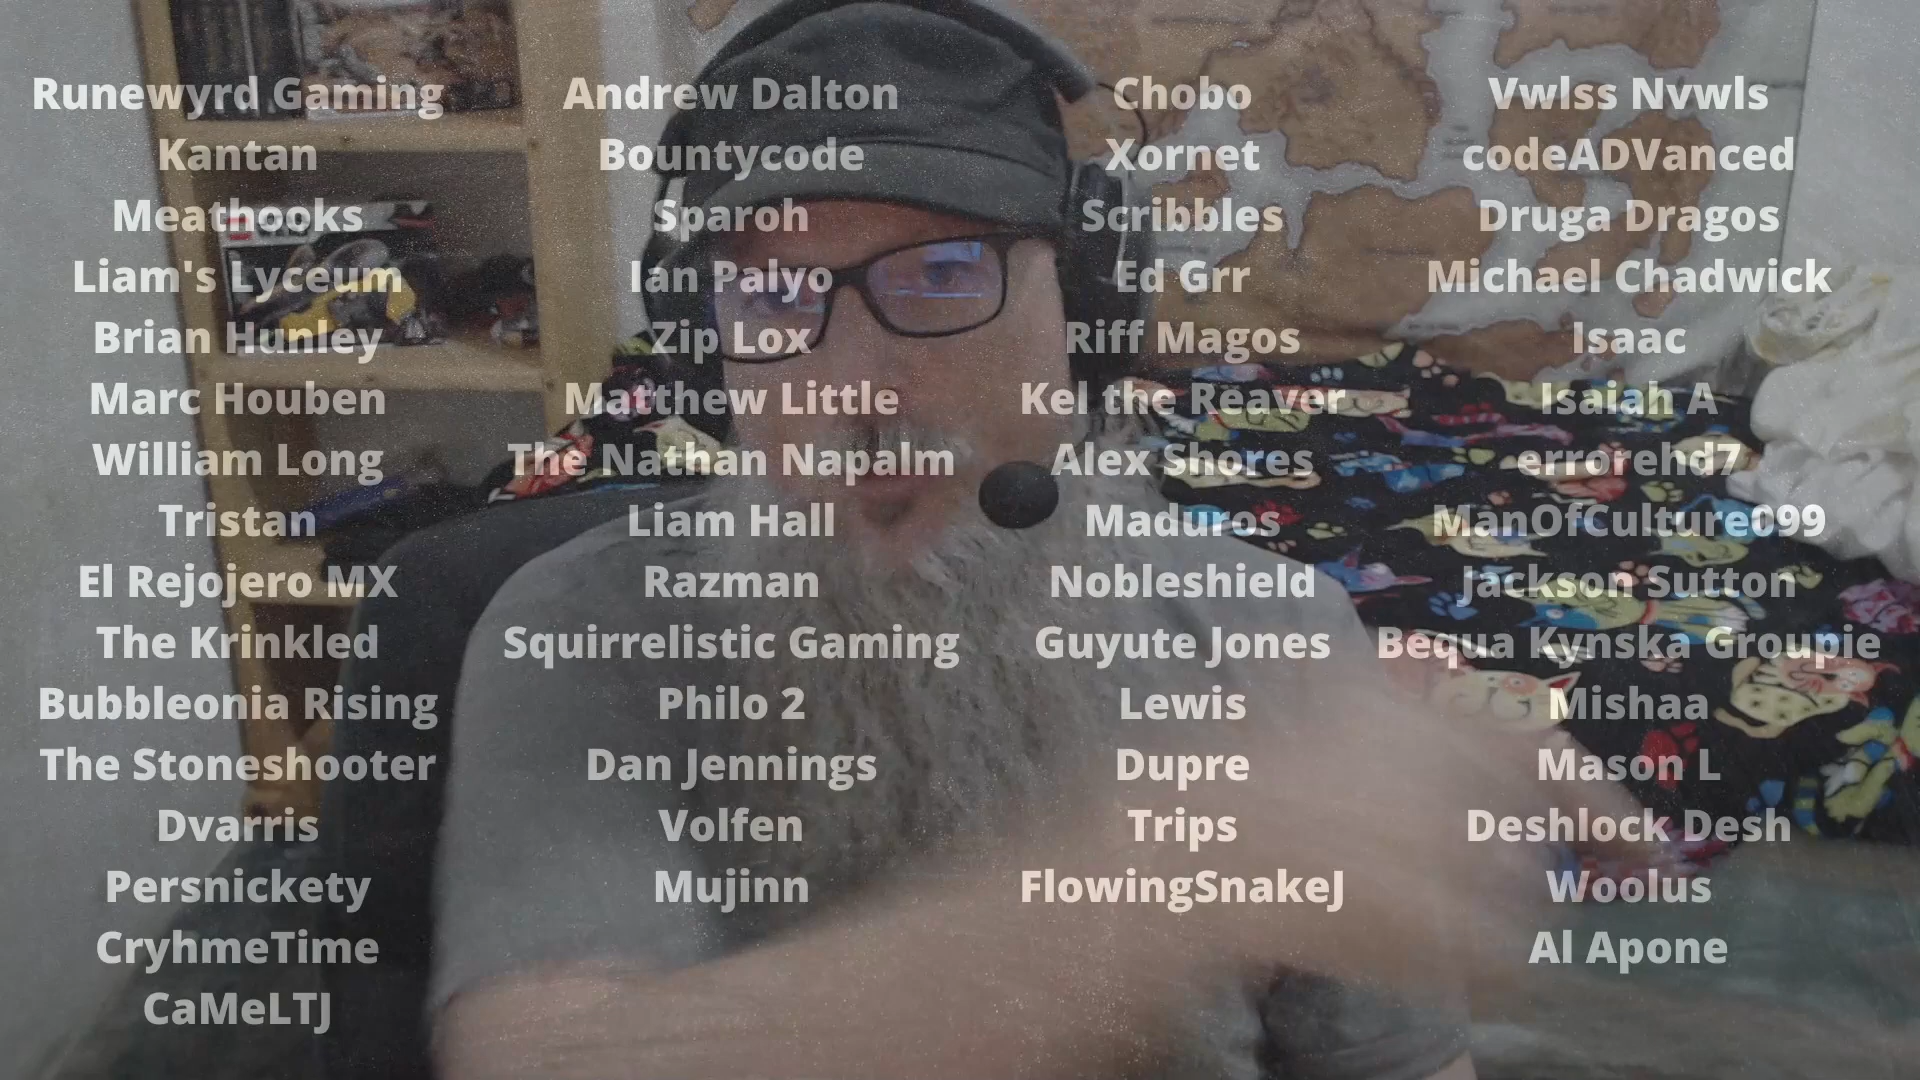 Runewyrd Gaming
Kantan
Meathooks
Liam's Lyceum
Brian Hunley
Marc Houben
William Long
Tristan
El Rejojero MX
The Krinkled
Bubbleonia Rising
The Stoneshooter
Dvarris
Persnickety
CryhmeTime
CaMeLTJ
Andrew Dalton
Bountycode
Sparoh
Ian Palyo
Zip Lox
Matthew Little
The Nathan Napalm
Liam Hall
Razman
Squirrelistic Gaming
Philo 2
Dan Jennings
Volfen
Mujinn
Chobo
Xornet
Scribbles
Ed Grr
Riff Magos
Kel the Reaver
Alex Shores
Maduros
Nobleshield
Guyute Jones
Lewis
Dupre
Trips
FlowingSnakeJ
Vwlss Nvwls
codeADVanced
Druga Dragos
Michael Chadwick
Isaac
Isaiah A
errorehd7
ManOfCulture099
Jackson Sutton
Bequa Kynska Groupie
Mishaa
Mason L
Deshlock Desh
Woolus
Al Apone